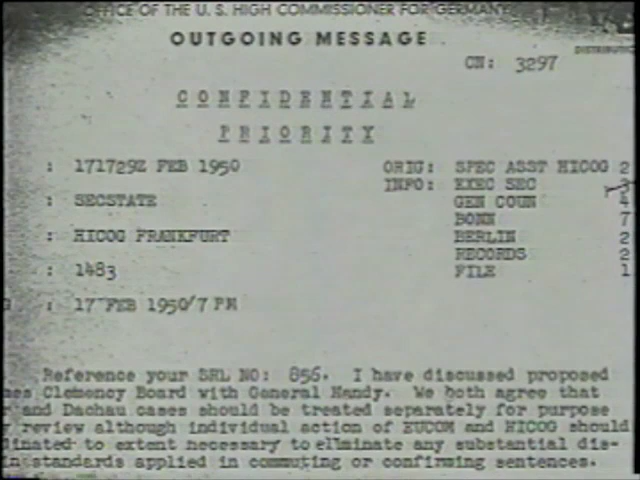 OFFICE OF THE U. S. HIGH COMMISSIONER FOR GERMANY
OUTGOING MESSAGE
CN: 3297
CONFIDENTIAL
PRIORITY
: 171729Z FEB 1950 ORIG: SPEC ASST HICOG 2
INFO: EXEC SEC 3
: SECSTATE GEN COUN 4
BONN 7
: HICOG FRANKFURT BERLIN 2
RECORDS 2
: 1483 FILE 1
: 17 FEB 1950/7 PM
Reference your SRL NO: 856. I have discussed proposed
Clemency Board with General Handy. We both agree that
and Dachau cases should be treated separately for purpose
review although individual action of EUCOM and HICOG should
inated to extent necessary to eliminate any substantial dis-
in standards applied in commuting or confirming sentences.